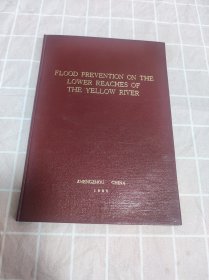 FLOOD PREVENTION ON THE
LOWER REACHES OF
THE YELLOW RIVER
ZHENGZHOU CHINA